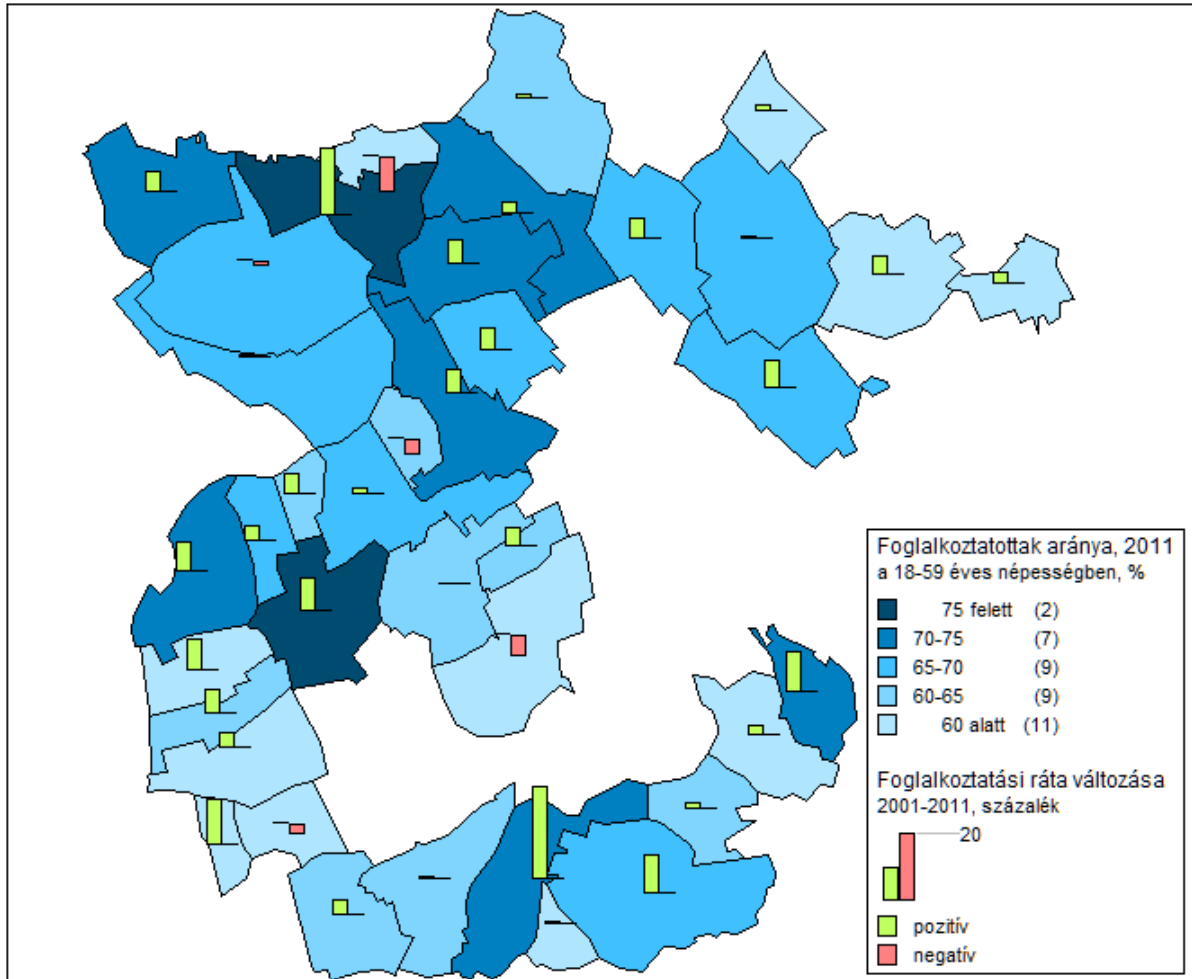 Foglalkoztatottak aránya, 2011
a 18-59 éves népességben, %
75 felett (2)
70-75 (7)
65-70 (9)
60-65 (9)
60 alatt (11)
Foglalkoztatási ráta változása
2001-2011, százalék
20
pozitív
negatív